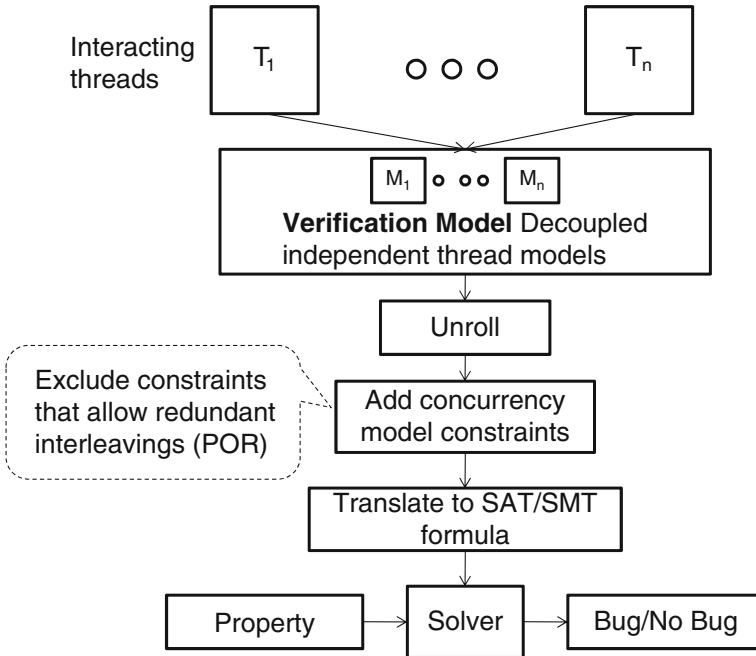 Interacting
threads
T1
Tn
M1
Mn
Verification Model Decoupled
independent thread models
Unroll
Exclude constraints
that allow redundant
interleavings (POR)
Add concurrency
model constraints
Translate to SAT/SMT
formula
Property
Solver
Bug/No Bug